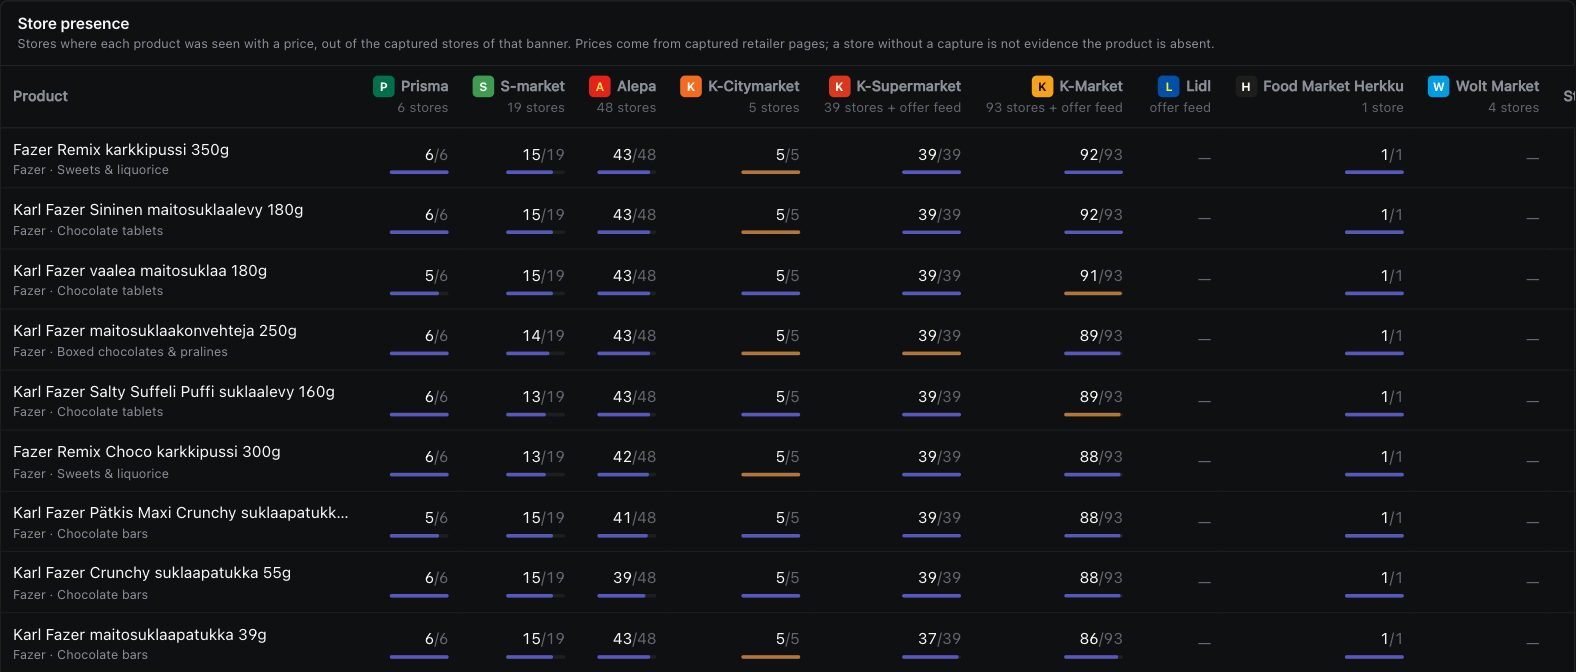 Store presence
Stores where each product was seen with a price, out of the captured stores of that banner. Prices come from captured retailer pages; a store without a capture is not evidence the product is absent.
Product P Prisma S S-market A Alepa K K-Citymarket K K-Supermarket K K-Market L Lidl H Food Market Herkku W Wolt Market
6 stores 19 stores 48 stores 5 stores 39 stores + offer feed 93 stores + offer feed offer feed 1 store 4 stores
Fazer Remix karkkipussi 350g 6/6 15/19 43/48 5/5 39/39 92/93 — 1/1 —
Fazer · Sweets & liquorice
Karl Fazer Sininen maitosuklaalevy 180g 6/6 15/19 43/48 5/5 39/39 92/93 — 1/1 —
Fazer · Chocolate tablets
Karl Fazer vaalea maitosuklaa 180g 5/6 15/19 43/48 5/5 39/39 91/93 — 1/1 —
Fazer · Chocolate tablets
Karl Fazer maitosuklaakonvehteja 250g 6/6 14/19 43/48 5/5 39/39 89/93 — 1/1 —
Fazer · Boxed chocolates & pralines
Karl Fazer Salty Suffeli Puffi suklaalevy 160g 6/6 13/19 43/48 5/5 39/39 89/93 — 1/1 —
Fazer · Chocolate tablets
Fazer Remix Choco karkkipussi 300g 6/6 13/19 42/48 5/5 39/39 88/93 — 1/1 —
Fazer · Sweets & liquorice
Karl Fazer Pätkis Maxi Crunchy suklaapatukk... 5/6 15/19 41/48 5/5 39/39 88/93 — 1/1 —
Fazer · Chocolate bars
Karl Fazer Crunchy suklaapatukka 55g 6/6 15/19 39/48 5/5 39/39 88/93 — 1/1 —
Fazer · Chocolate bars
Karl Fazer maitosuklaapatukka 39g 6/6 15/19 43/48 5/5 37/39 86/93 — 1/1 —
Fazer · Chocolate bars